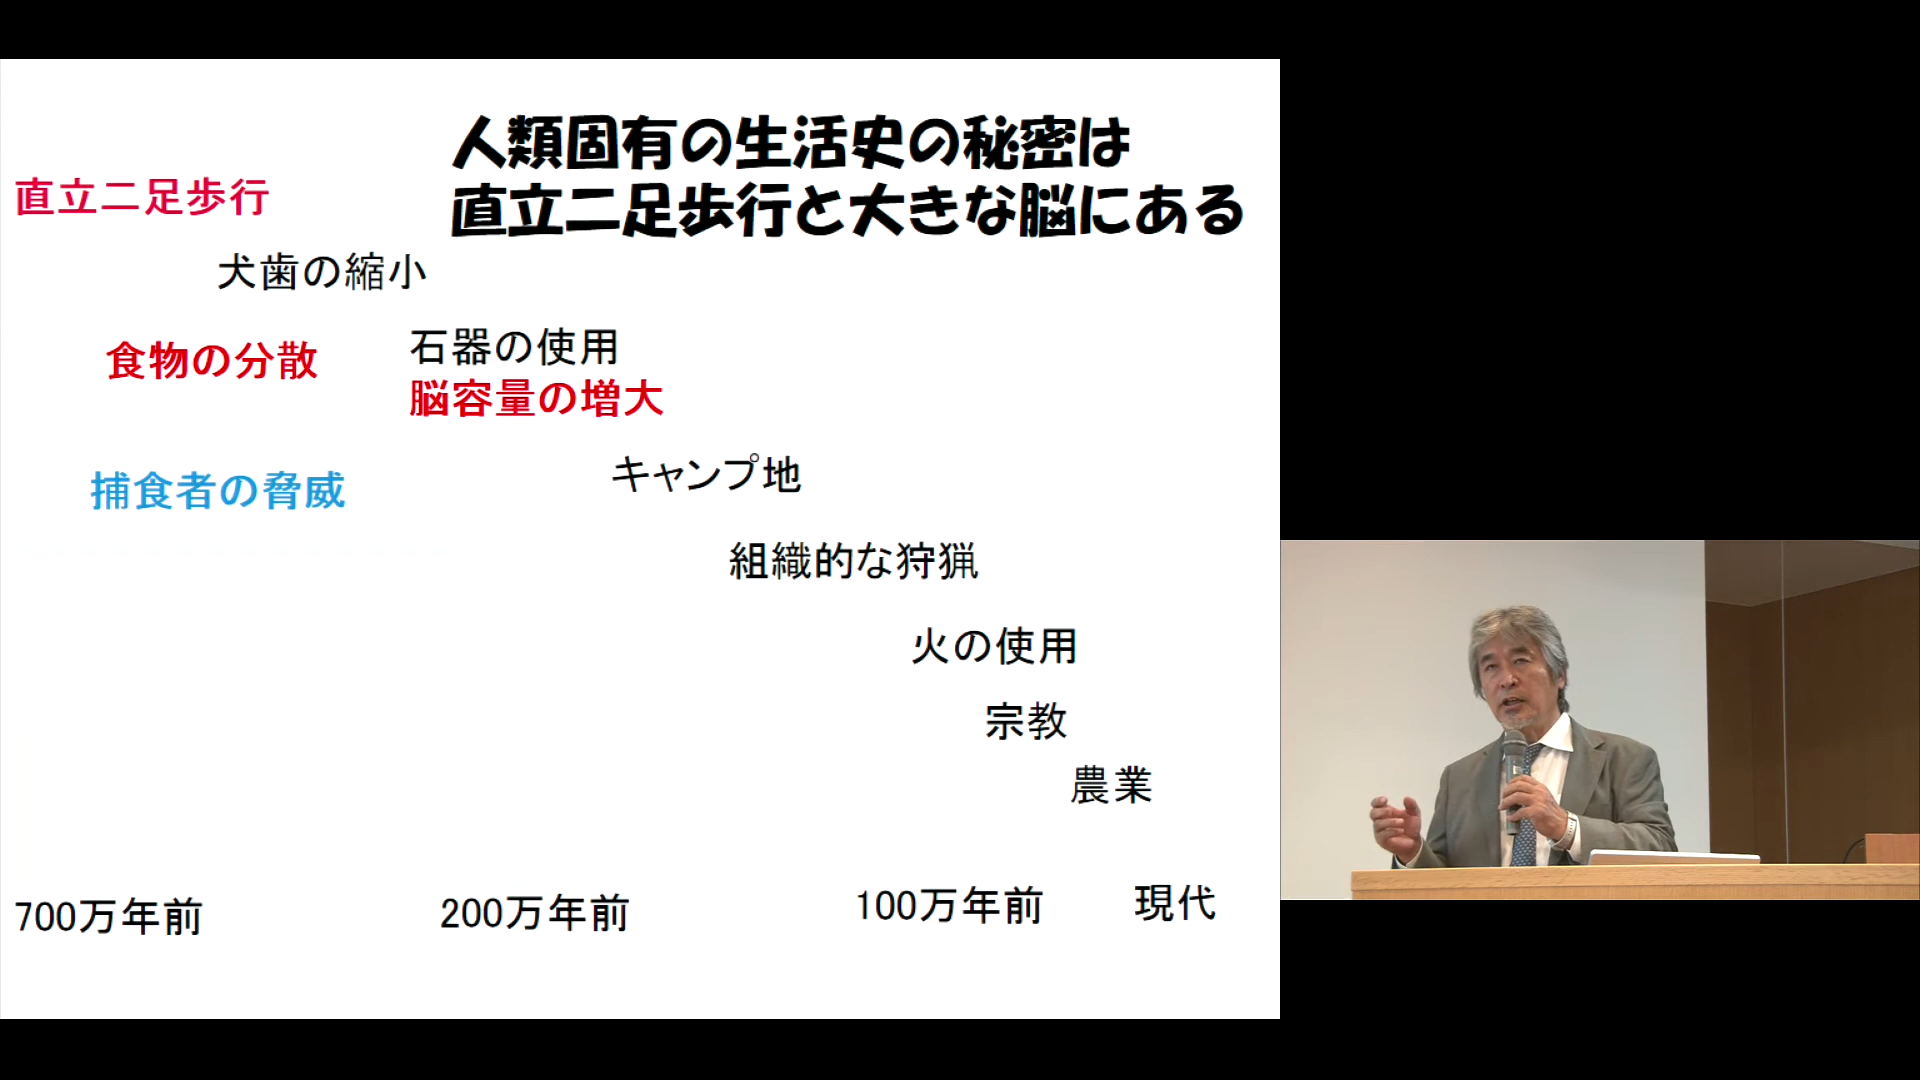 人類固有の生活史の秘密は
直立二足歩行と大きな脳にある
直立二足歩行
犬歯の縮小
食物の分散
石器の使用
脳容量の増大
捕食者の脅威
キャンプ地
組織的な狩猟
火の使用
宗教
農業
700万年前
200万年前
100万年前
現代